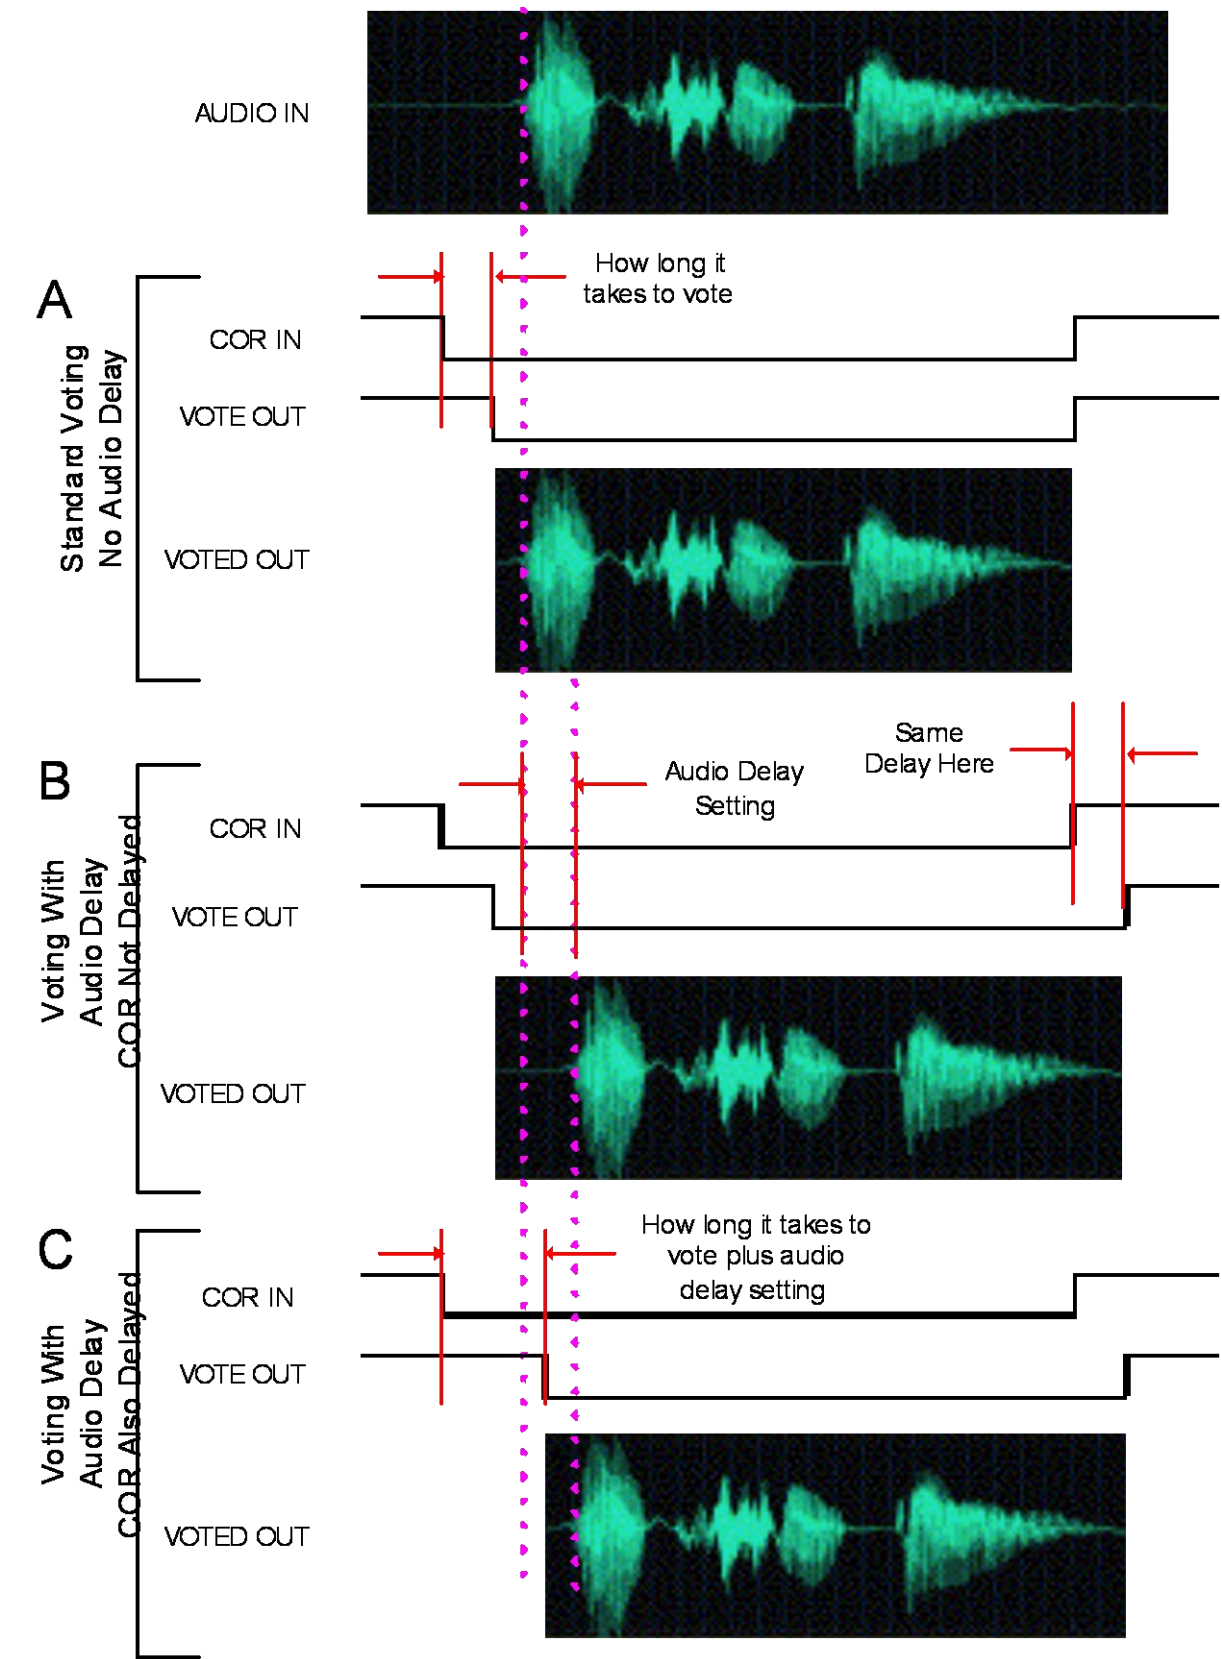 AUDIO IN
A
Standard Voting
No Audio Delay
How long it
takes to vote
COR IN
VOTE OUT
VOTED OUT
B
Voting With
Audio Delay
COR Not Delayed
Same
Delay Here
Audio Delay
Setting
COR IN
VOTE OUT
VOTED OUT
C
Voting With
Audio Delay
COR Also Delayed
How long it takes to
vote plus audio
delay setting
COR IN
VOTE OUT
VOTED OUT